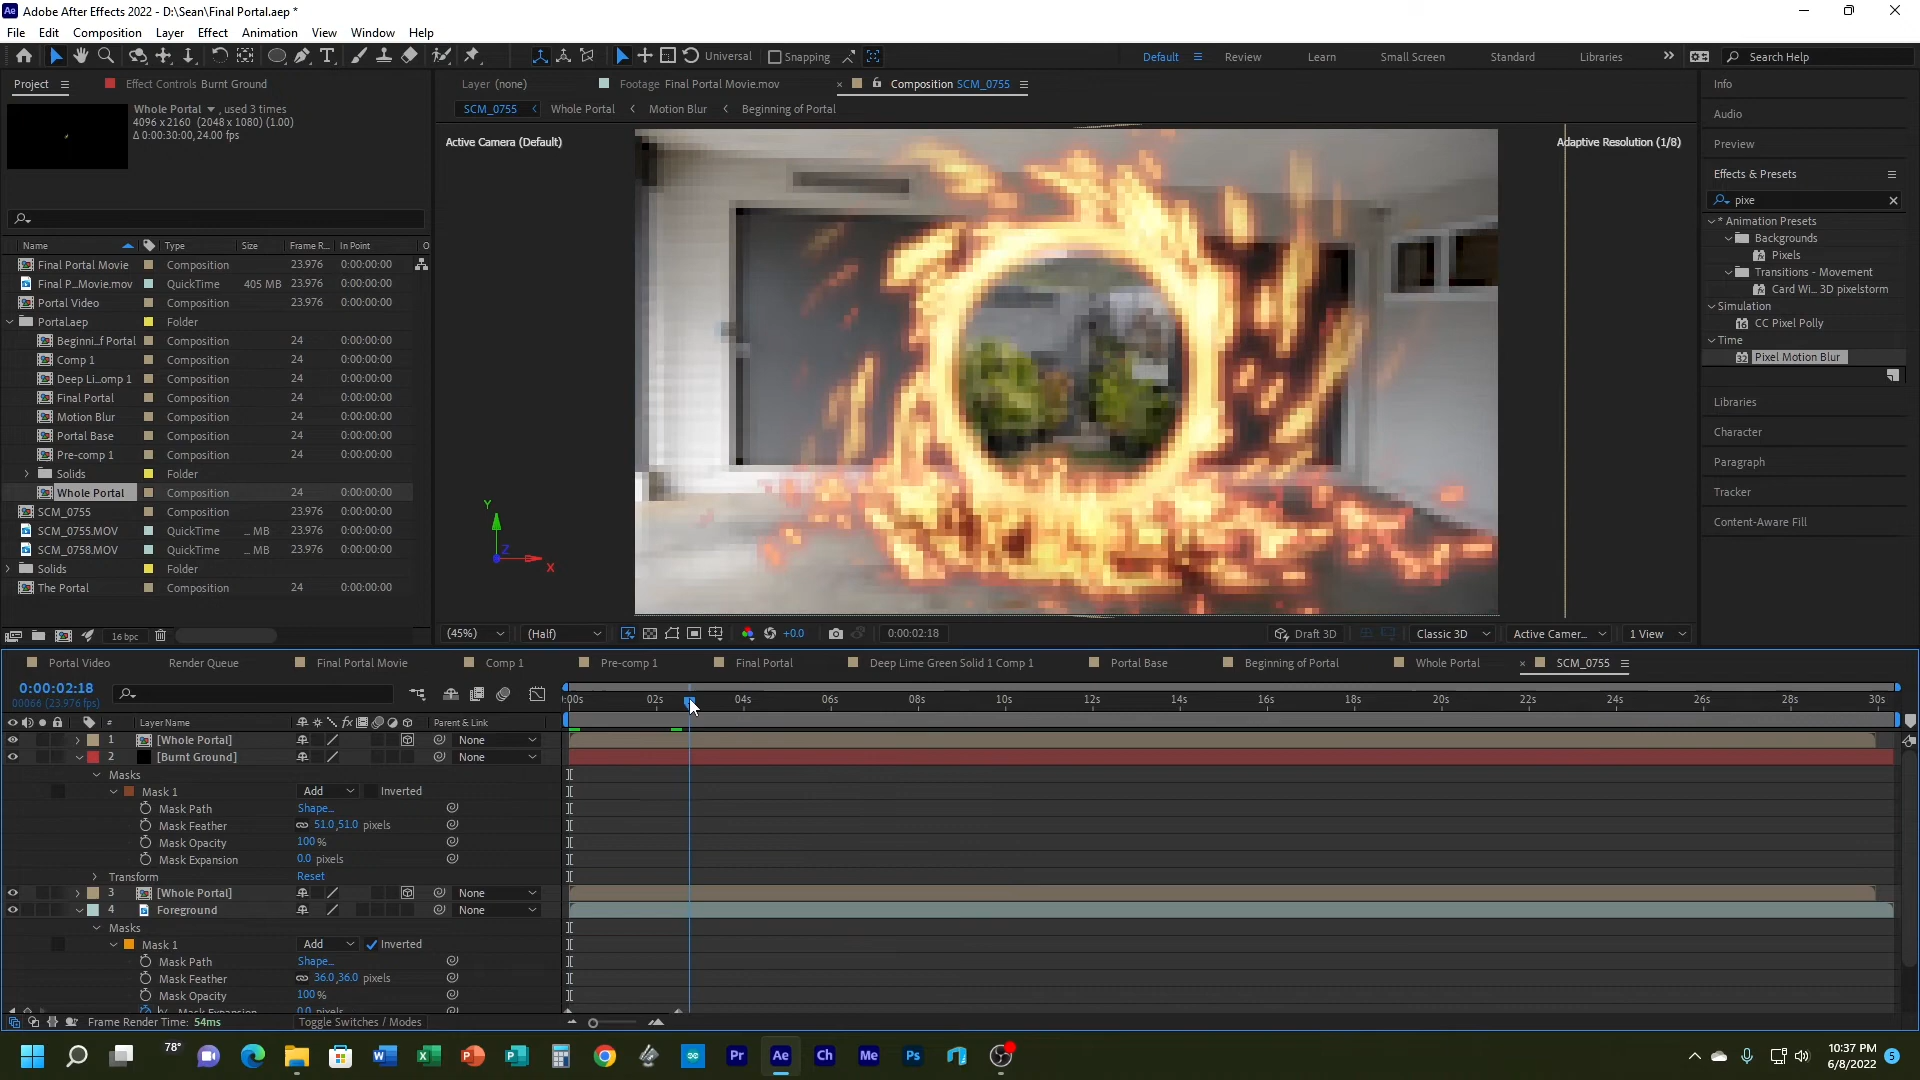 Adobe After Effects 2022 - D:\Sean\Final Portal.aep *
File Edit Composition Layer Effect Animation View Window Help
Universal Snapping Default Review Learn Small Screen Standard Libraries Search Help
Project Effect Controls Burnt Ground
Layer (none) Footage Final Portal Movie.mov Composition SCM_0755
Whole Portal , used 3 times
4096 x 2160 (2048 x 1080) (1.00)
Δ 0:00:30:00, 24.00 fps
SCM_0755 Whole Portal Motion Blur Beginning of Portal
Active Camera (Default)
Adaptive Resolution (1/8)
Name Type Size Frame R... In Point O
Final Portal Movie Composition 23.976 0:00:00:00
Final P...Movie.mov QuickTime 405 MB 23.976 0:00:00:00
Portal Video Composition 23.976 0:00:00:00
Portal.aep Folder
Beginni...f Portal Composition 24 0:00:00:00
Comp 1 Composition 24 0:00:00:00
Deep Li...omp 1 Composition 24 0:00:00:00
Final Portal Composition 24 0:00:00:00
Motion Blur Composition 24 0:00:00:00
Portal Base Composition 24 0:00:00:00
Pre-comp 1 Composition 24 0:00:00:00
Solids Folder
Whole Portal Composition 24 0:00:00:00
SCM_0755 Composition 23.976 0:00:00:00
SCM_0755.MOV QuickTime ... MB 23.976 0:00:00:00
SCM_0758.MOV QuickTime ... MB 23.976 0:00:00:00
Solids Folder
The Portal Composition 24 0:00:00:00
16 bpc
Y
Z
X
(45%) (Half) +0.0 0:00:02:18 Draft 3D Classic 3D Active Camer... 1 View
Info
Audio
Preview
Effects & Presets
pixe
* Animation Presets
Backgrounds
Pixels
Transitions - Movement
Card Wi... 3D pixelstorm
Simulation
16 CC Pixel Polly
Time
32 Pixel Motion Blur
Libraries
Character
Paragraph
Tracker
Content-Aware Fill
Portal Video Render Queue Final Portal Movie Comp 1 Pre-comp 1 Final Portal Deep Lime Green Solid 1 Comp 1 Portal Base Beginning of Portal Whole Portal SCM_0755
0:00:02:18
00066 (23.976 fps)
:00s 02s 04s 06s 08s 10s 12s 14s 16s 18s 20s 22s 24s 26s 28s 30s
# Layer Name fx Parent & Link
1 [Whole Portal] None
2 [Burnt Ground] None
Masks
Mask 1 Add Inverted
Mask Path Shape...
Mask Feather 51.0,51.0 pixels
Mask Opacity 100 %
Mask Expansion 0.0 pixels
Transform Reset
3 [Whole Portal] None
4 Foreground None
Masks
Mask 1 Add Inverted
Mask Path Shape...
Mask Feather 36.0,36.0 pixels
Mask Opacity 100 %
Mask Expansion 0.0 pixels
Frame Render Time: 54ms Toggle Switches / Modes
78°
Pr Ae Ch Me Ps
10:37 PM
6/8/2022
5